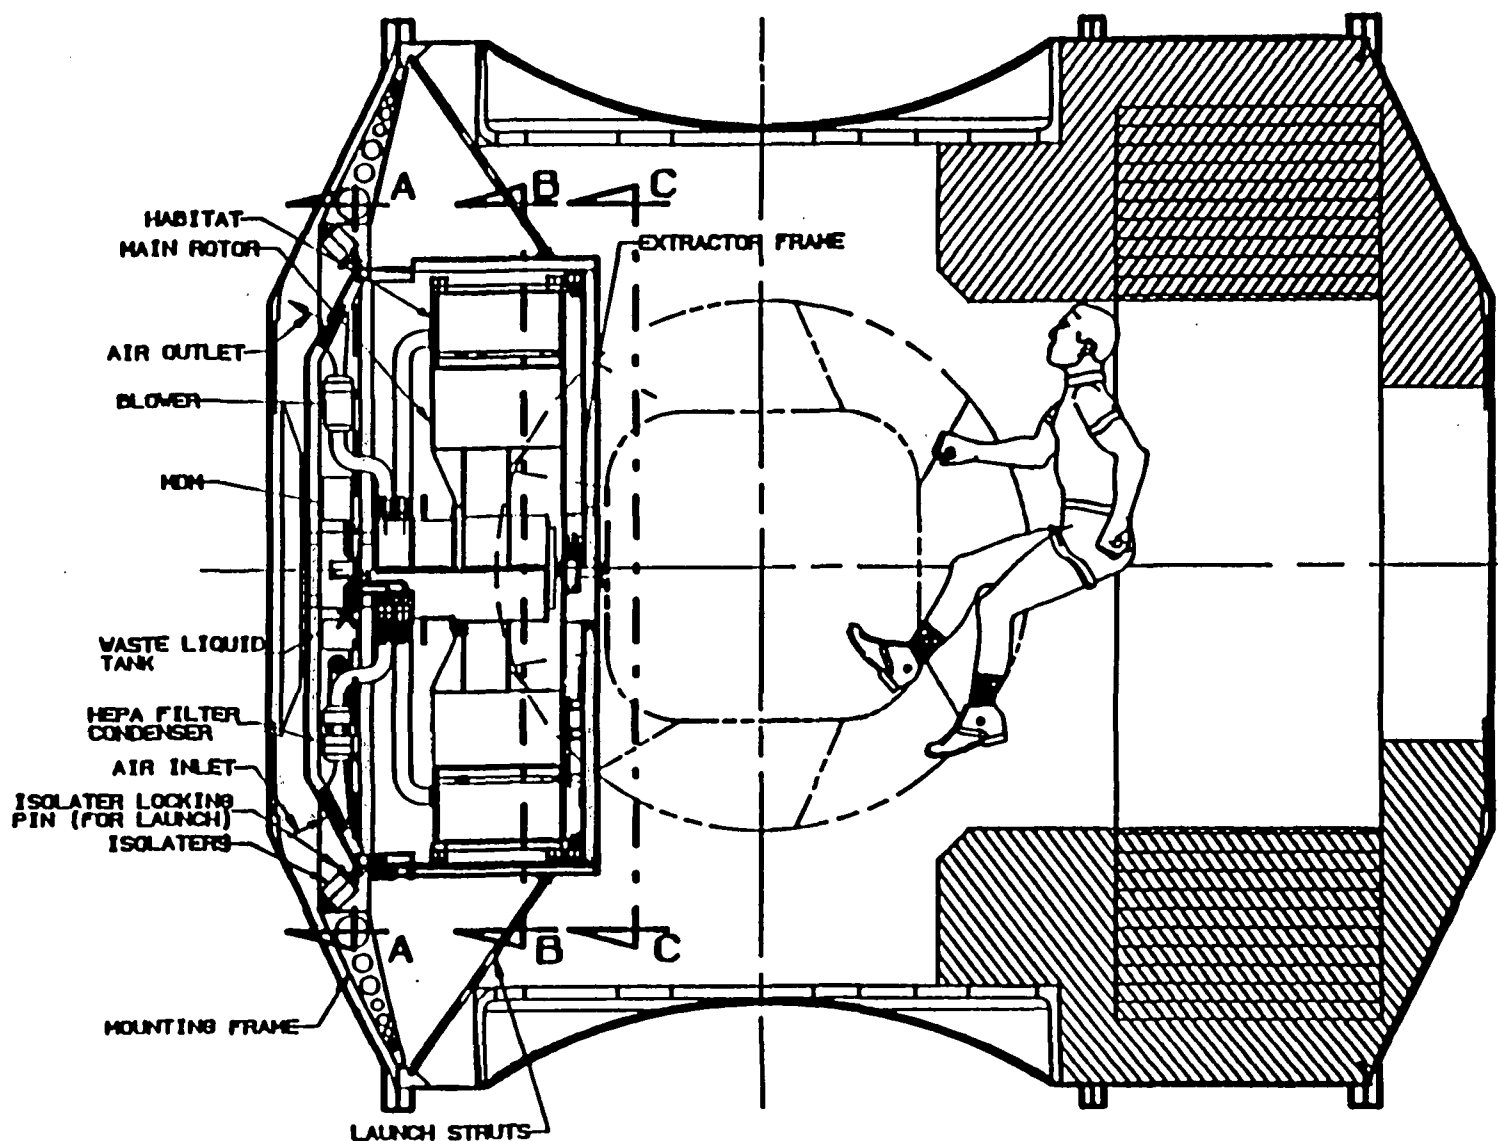 A
B
C
HABITAT
MAIN ROTOR
EXTRACTOR FRAME
AIR OUTLET
BLOWER
MDM
WASTE LIQUID
TANK
HEPA FILTER
CONDENSER
AIR INLET
ISOLATER LOCKING
PIN (FOR LAUNCH)
ISOLATERS
A
B
C
MOUNTING FRAME
LAUNCH STRUTS